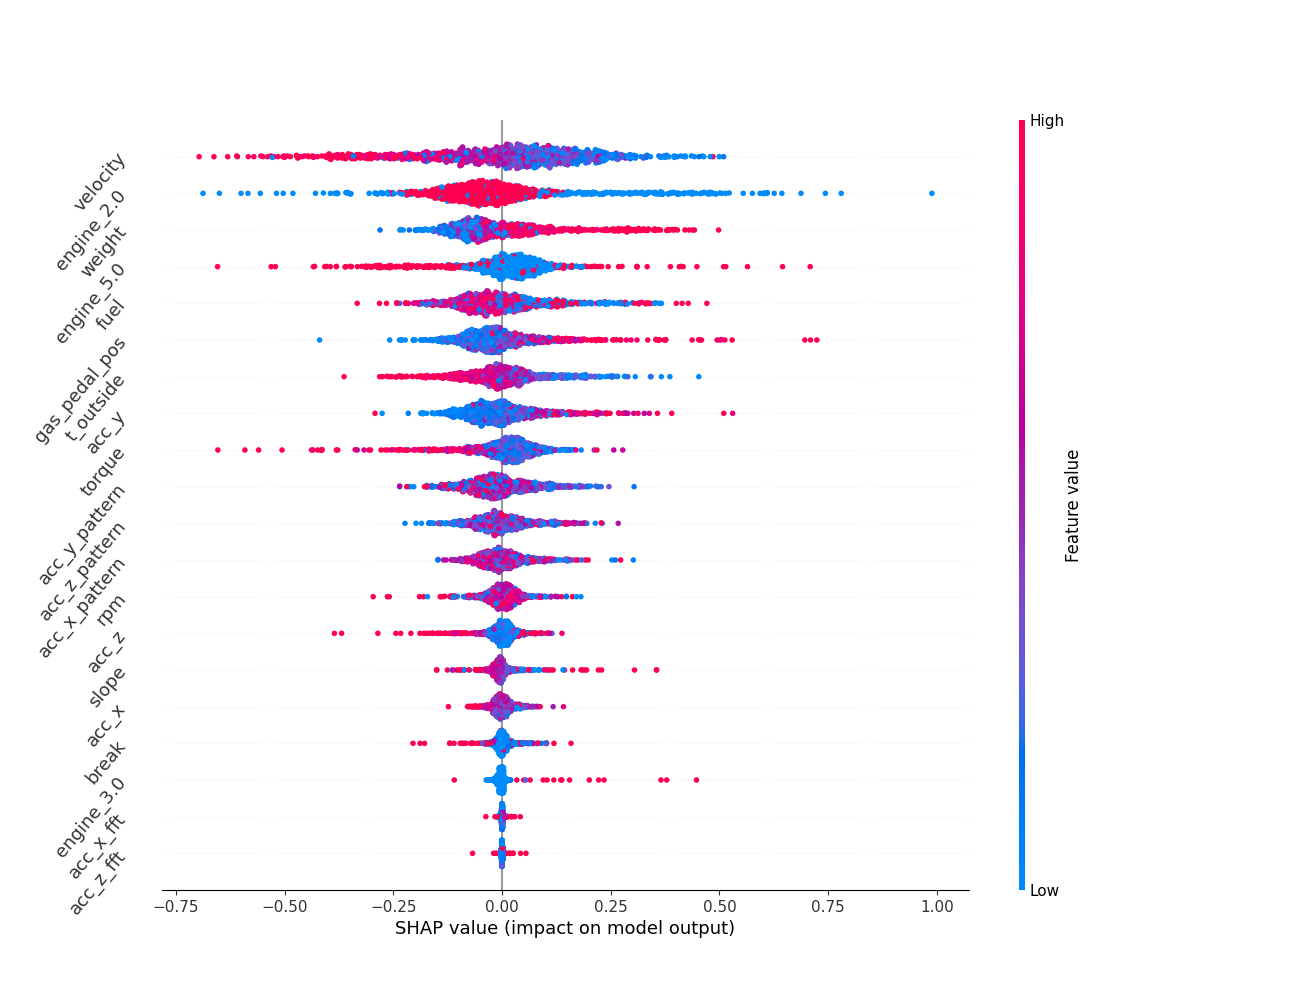 High
velocity
engine_2.0
weight
engine_5.0
fuel
gas_pedal_pos
t_outside
acc_y
torque
acc_y_pattern
acc_z_pattern
acc_x_pattern
rpm
acc_z
slope
acc_x
break
engine_3.0
acc_x_fft
acc_z_fft
Feature value
Low
−0.75 −0.50 −0.25 0.00 0.25 0.50 0.75 1.00
SHAP value (impact on model output)